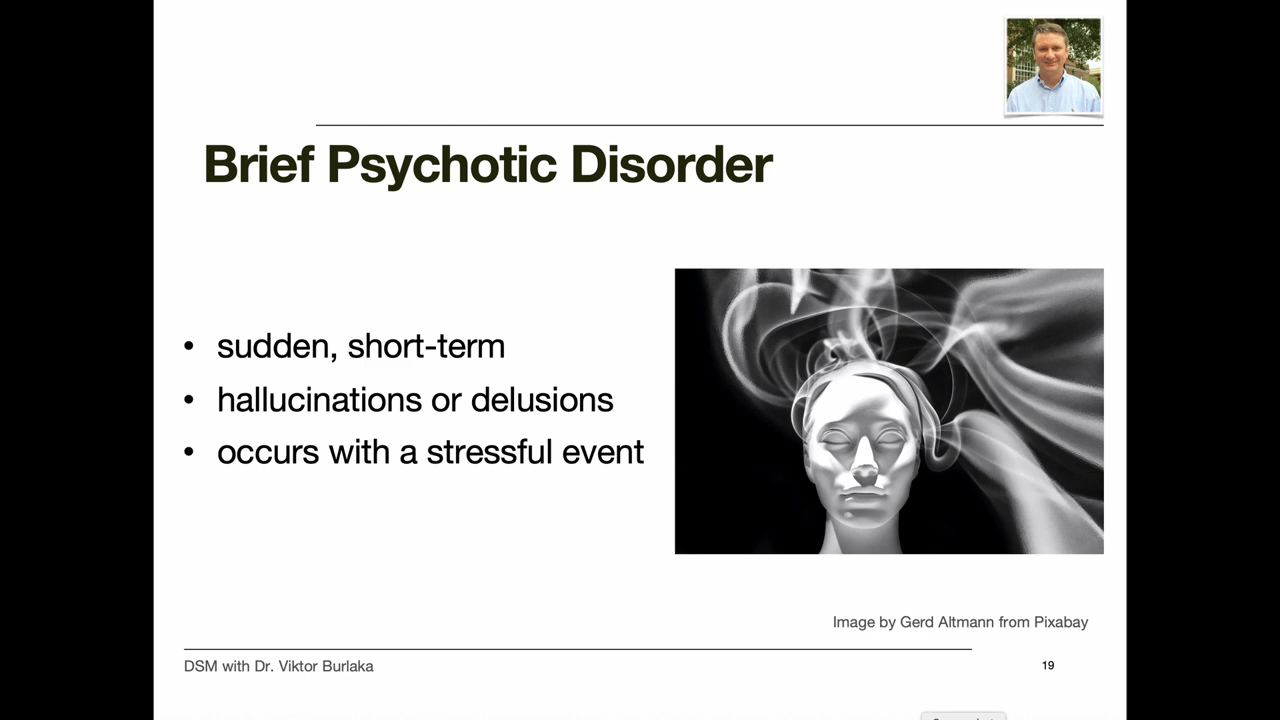 Brief Psychotic Disorder
• sudden, short-term
• hallucinations or delusions
• occurs with a stressful event
Image by Gerd Altmann from Pixabay
DSM with Dr. Viktor Burlaka
19